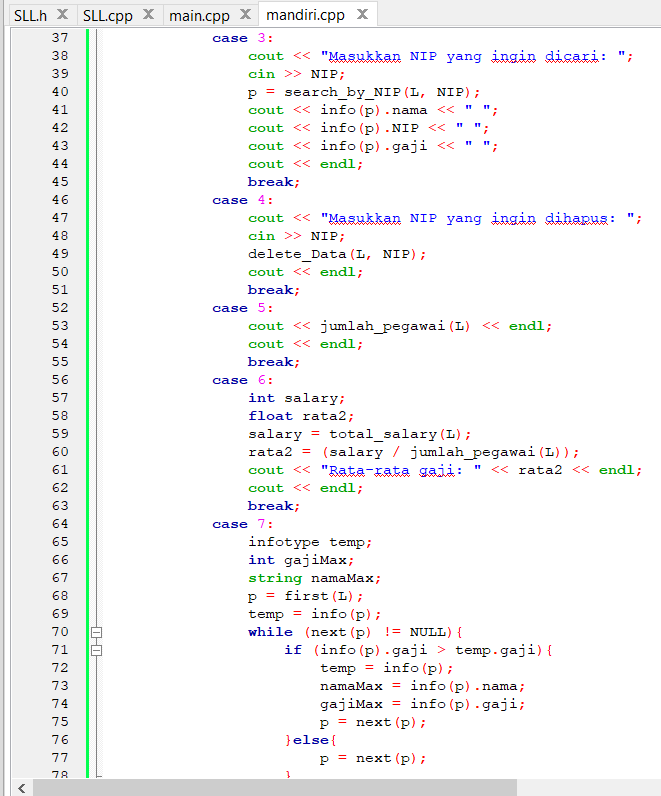 SLL.h SLL.cpp main.cpp mandiri.cpp
37 case 3:
38 cout << "Masukkan NIP yang ingin dicari: ";
39 cin >> NIP;
40 p = search_by_NIP(L, NIP);
41 cout << info(p).nama << " ";
42 cout << info(p).NIP << " ";
43 cout << info(p).gaji << " ";
44 cout << endl;
45 break;
46 case 4:
47 cout << "Masukkan NIP yang ingin dihapus: ";
48 cin >> NIP;
49 delete_Data(L, NIP);
50 cout << endl;
51 break;
52 case 5:
53 cout << jumlah_pegawai(L) << endl;
54 cout << endl;
55 break;
56 case 6:
57 int salary;
58 float rata2;
59 salary = total_salary(L);
60 rata2 = (salary / jumlah_pegawai(L));
61 cout << "Rata-rata gaji: " << rata2 << endl;
62 cout << endl;
63 break;
64 case 7:
65 infotype temp;
66 int gajiMax;
67 string namaMax;
68 p = first(L);
69 temp = info(p);
70 while (next(p) != NULL){
71 if (info(p).gaji > temp.gaji){
72 temp = info(p);
73 namaMax = info(p).nama;
74 gajiMax = info(p).gaji;
75 p = next(p);
76 }else{
77 p = next(p);
78 }